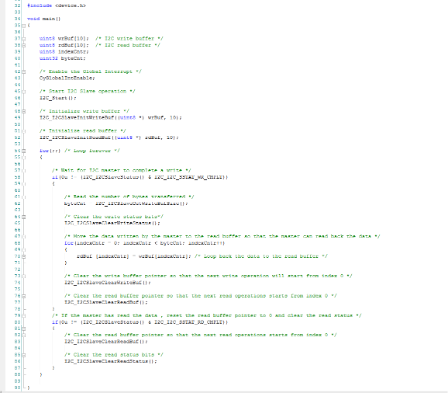 #include <device.h>
void main()
{
uint8 wrBuf[10]; /* I2C write buffer */
uint8 rdBuf[10]; /* I2C read buffer */
uint8 indexCntr;
uint32 byteCnt;
/* Enable the Global Interrupt */
CyGlobalIntEnable;
/* Start I2C Slave operation */
I2C_Start();
/* Initialize write buffer */
I2C_I2CSlaveInitWriteBuf((uint8 *) wrBuf, 10);
/* Initialize read buffer */
I2C_I2CSlaveInitReadBuf((uint8 *) rdBuf, 10);
for(;;) /* Loop forever */
{
/* Wait for I2C master to complete a write */
if(0u != (I2C_I2CSlaveStatus() & I2C_I2C_SSTAT_WR_CMPLT))
{
/* Read the number of bytes transferred */
byteCnt = I2C_I2CSlaveGetWriteBufSize();
/* Clear the write status bits*/
I2C_I2CSlaveClearWriteStatus();
/* Move the data written by the master to the read buffer so that the master can read back the data */
for(indexCntr = 0; indexCntr < byteCnt; indexCntr++)
{
rdBuf [indexCntr] = wrBuf[indexCntr]; /* Loop back the data to the read buffer */
}
/* Clear the write buffer pointer so that the next write operation will start from index 0 */
I2C_I2CSlaveClearWriteBuf();
/* Clear the read buffer pointer so that the next read operations starts from index 0 */
I2C_I2CSlaveClearReadBuf();
}
/* If the master has read the data , reset the read buffer pointer to 0 and clear the read status */
if(0u != (I2C_I2CSlaveStatus() & I2C_I2C_SSTAT_RD_CMPLT))
{
/* Clear the read buffer pointer so that the next read operations starts from index 0 */
I2C_I2CSlaveClearReadBuf();
/* Clear the read status bits */
I2C_I2CSlaveClearReadStatus();
}
}
}